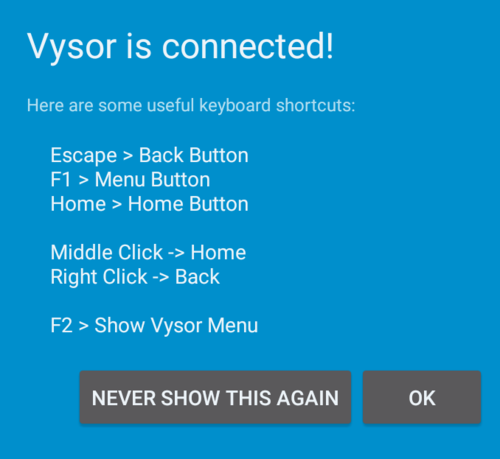 Vysor is connected!
Here are some useful keyboard shortcuts:
Escape > Back Button
F1 > Menu Button
Home > Home Button
Middle Click -> Home
Right Click -> Back
F2 > Show Vysor Menu
NEVER SHOW THIS AGAIN
OK